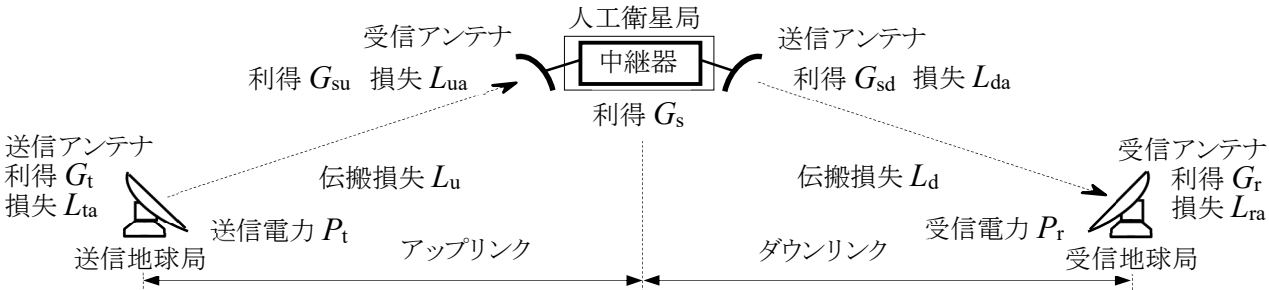 人工衛星局
受信アンテナ
中継器
送信アンテナ
利得 Gsu 損失 Lua
利得 Gsd 損失 Lda
利得 Gs
送信アンテナ
利得 Gt
損失 Lta
伝搬損失 Lu
伝搬損失 Ld
受信アンテナ
利得 Gr
損失 Lra
送信電力 Pt
受信電力 Pr
送信地球局
アップリンク
ダウンリンク
受信地球局